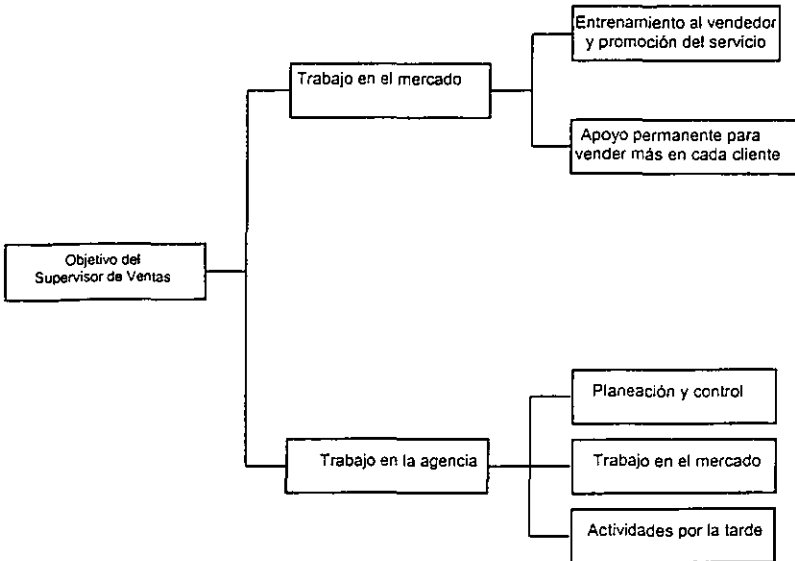 Entrenamiento al vendedor
y promoción del servicio
Trabajo en el mercado
Apoyo permanente para
vender más en cada cliente
Objetivo del
Supervisor de Ventas
Planeación y control
Trabajo en la agencia
Trabajo en el mercado
Actividades por la tarde